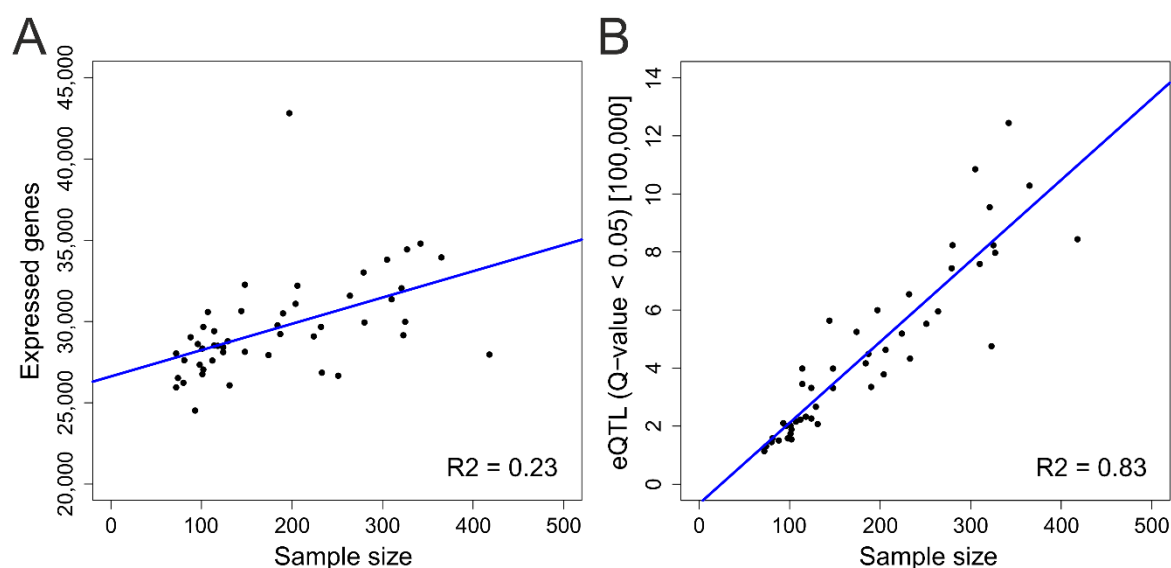 A
Expressed genes
45,000
40,000
35,000
30,000
25,000
20,000
R2 = 0.23
0 100 200 300 400 500
Sample size
B
eQTL (Q−value < 0.05) [100,000]
14
12
10
8
6
4
2
0
R2 = 0.83
0 100 200 300 400 500
Sample size